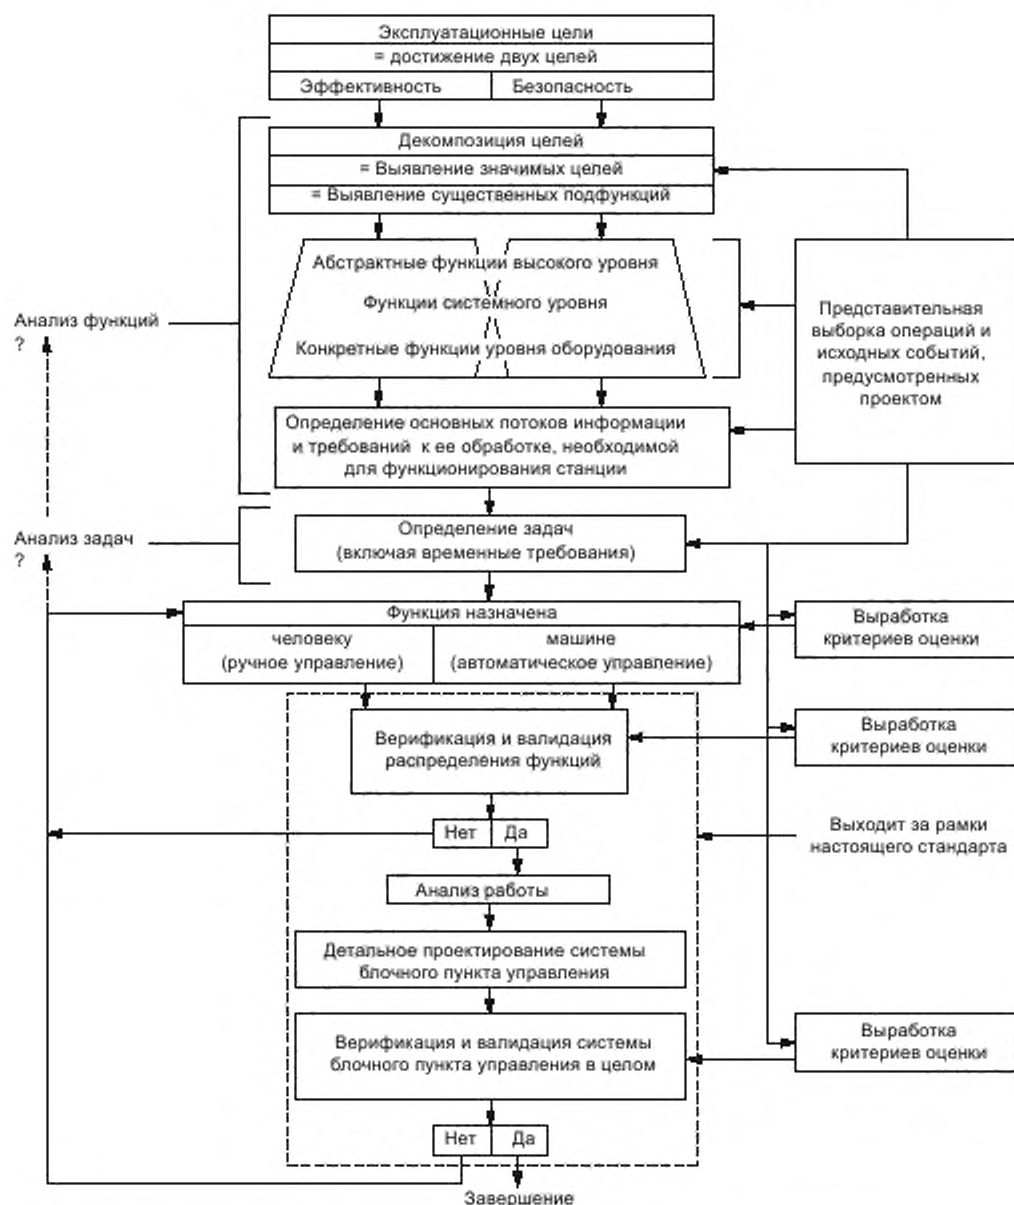 Эксплуатационные цели
= достижение двух целей
Эффективность
Безопасность
Декомпозиция целей
= Выявление значимых целей
= Выявление существенных подфункций
Абстрактные функции высокого уровня
Функции системного уровня
Конкретные функции уровня оборудования
Анализ функций
?
Представительная
выборка операций и
исходных событий,
предусмотренных
проектом
Определение основных потоков информации
и требований к ее обработке, необходимой
для функционирования станции
Анализ задач
?
Определение задач
(включая временные требования)
Функция назначена
человеку
(ручное управление)
машине
(автоматическое управление)
Выработка
критериев оценки
Верификация и валидация
распределения функций
Выработка
критериев оценки
Нет
Да
Выходит за рамки
настоящего стандарта
Анализ работы
Детальное проектирование системы
блочного пункта управления
Верификация и валидация системы
блочного пункта управления в целом
Выработка
критериев оценки
Нет
Да
Завершение